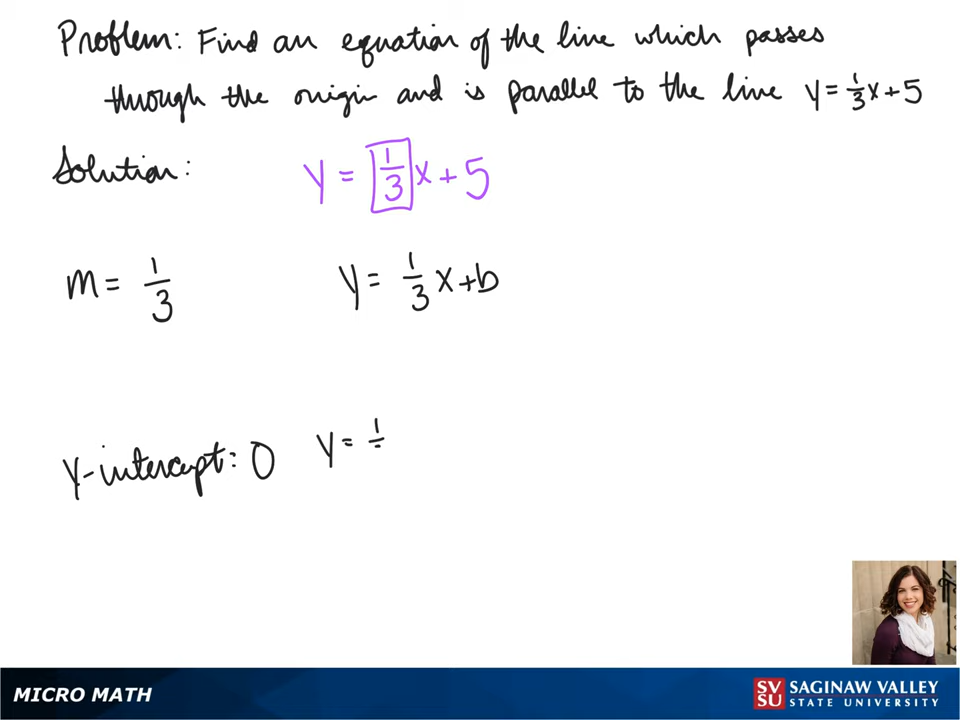 Problem: Find an equation of the line which passes
through the origin and is parallel to the line y = 1/3 x + 5
Solution: y = 1/3 x + 5
m = 1/3 y = 1/3 x + b
y-intercept: 0 y = 1/
MICRO MATH
SV SU SAGINAW VALLEY
STATE UNIVERSITY